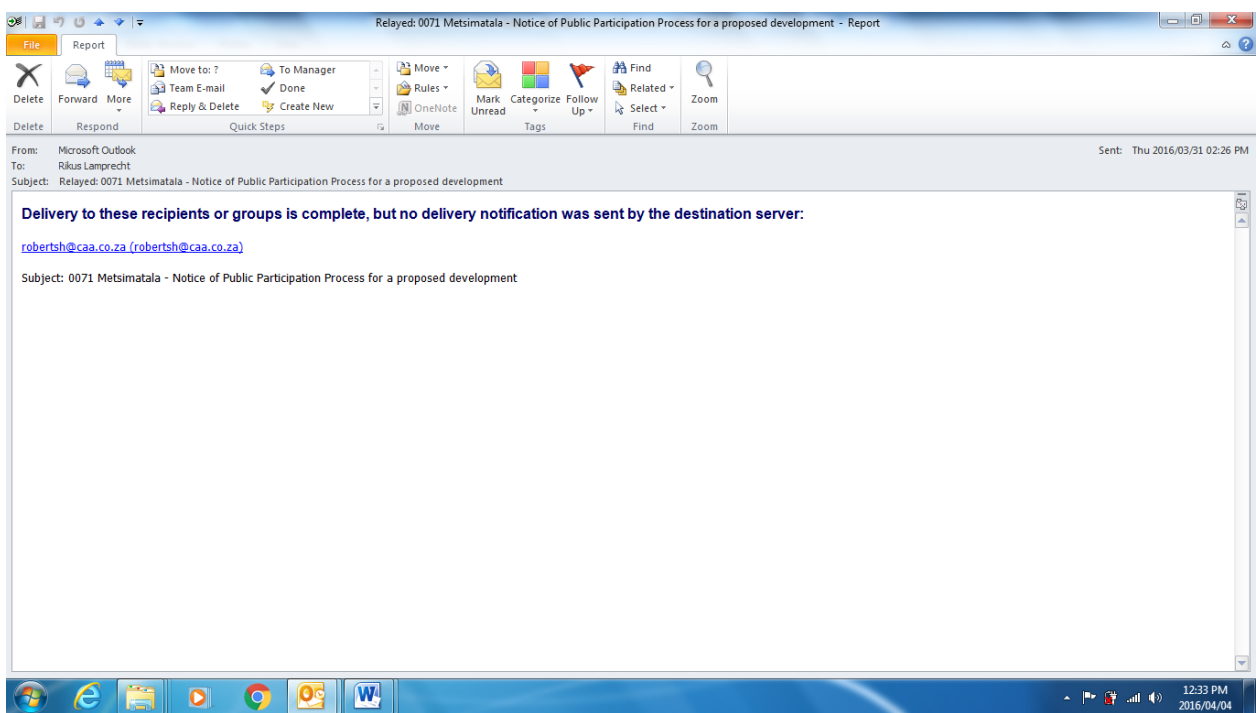 Relayed: 0071 Metsimatala - Notice of Public Participation Process for a proposed development - Report
File Report
Delete
Forward More
Move to: ? To Manager
Team E-mail Done
Reply & Delete Create New
Move
Rules
OneNote
Mark Unread
Categorize Follow Up
Find
Related
Select
Zoom
Delete Respond Quick Steps Move Tags Find Zoom
From: Microsoft Outlook Sent: Thu 2016/03/31 02:26 PM
To: Rikus Lamprecht
Subject: Relayed: 0071 Metsimatala - Notice of Public Participation Process for a proposed development
Delivery to these recipients or groups is complete, but no delivery notification was sent by the destination server:
robertsh@caa.co.za (robertsh@caa.co.za)
Subject: 0071 Metsimatala - Notice of Public Participation Process for a proposed development
12:33 PM
2016/04/04